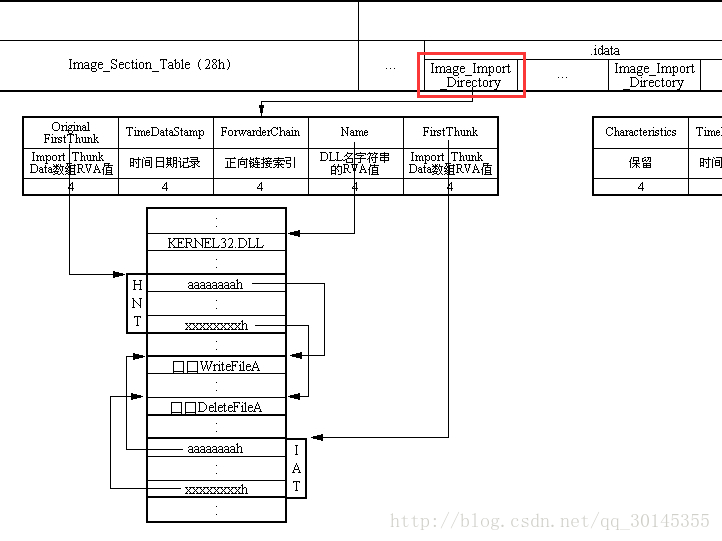 Image_Section_Table（28h）
...
.idata
Image_Import
_Directory
...
Image_Import
_Directory
Original
FirstThunk
TimeDataStamp
ForwarderChain
Name
FirstThunk
Import Thunk
Data数组RVA值
时间日期记录
正向链接索引
DLL名字符串
的RVA值
Import Thunk
Data数组RVA值
4
4
4
4
4
Characteristics
保留
时间
4
:
KERNEL32.DLL
:
HNT
aaaaaaaah
:
xxxxxxxxh
:
□□WriteFileA
:
□□DeleteFileA
:
IAT
aaaaaaaah
:
xxxxxxxxh
:
http://blog.csdn.net/qq_30145355